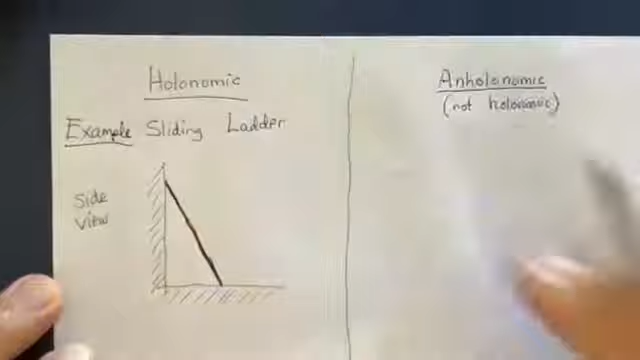 Holonomic
Example Sliding Ladder
Side
View
Anholonomic
(not holonomic)